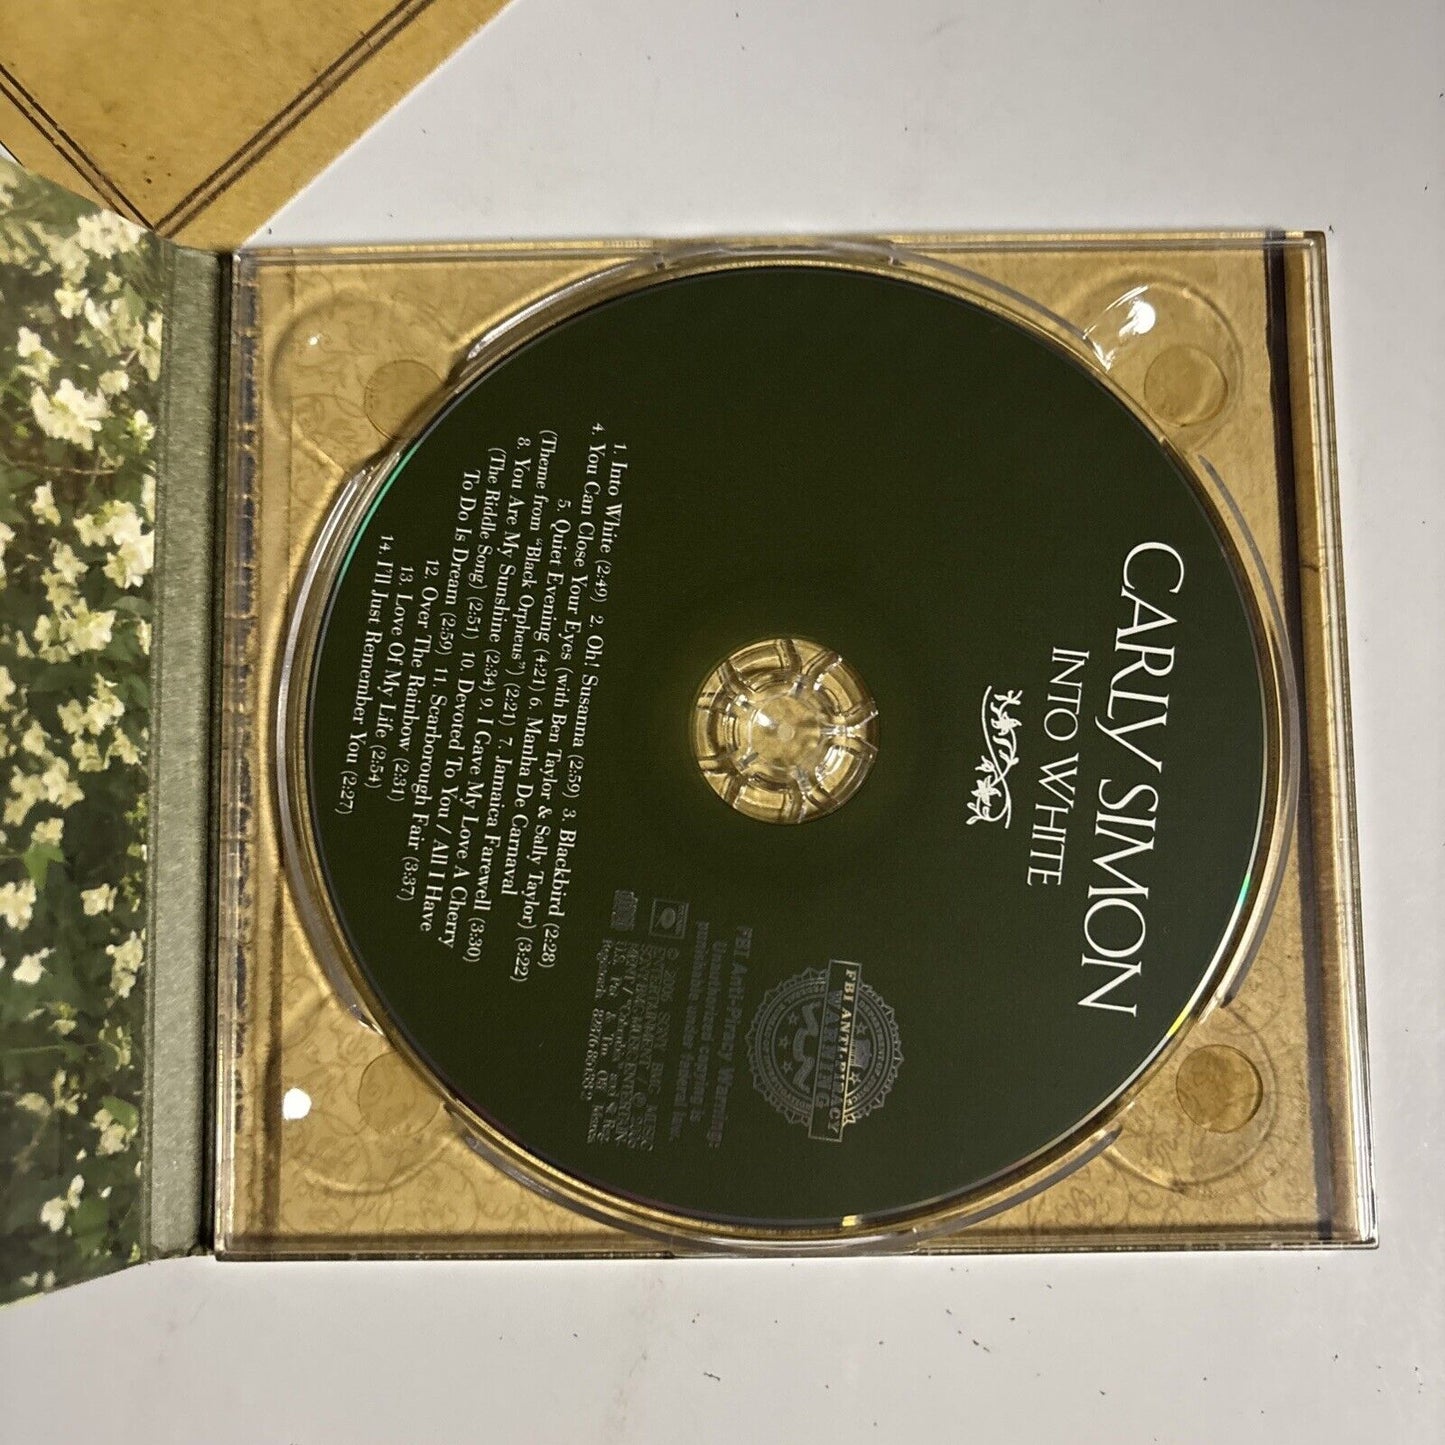 CARLY SIMON
INTO WHITE
FBI ANTI-PIRACY
WARNING
FBI Anti-Piracy Warning:
Unauthorized copying is
punishable under federal law.
1. Into White (2:49) 2. Oh! Susanna (2:59) 3. Blackbird (2:28)
4. You Can Close Your Eyes (with Ben Taylor & Sally Taylor) (3:22)
5. Quiet Evening (4:21) 6. Manha De Carnaval
(Theme from "Black Orpheus") (2:21) 7. Jamaica Farewell (3:30)
8. You Are My Sunshine (2:34) 9. I Gave My Love A Cherry
(The Riddle Song) (2:51) 10. Devoted To You / All I Have
To Do Is Dream (2:59) 11. Scarborough Fair (3:37)
12. Over The Rainbow (2:31)
13. Love Of My Life (2:54)
14. I'll Just Remember You (2:27)